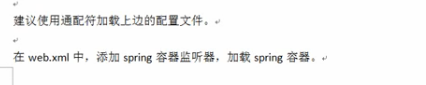 建议使用通配符加载上边的配置文件。
在 web.xml 中，添加 spring 容器监听器，加载 spring 容器。